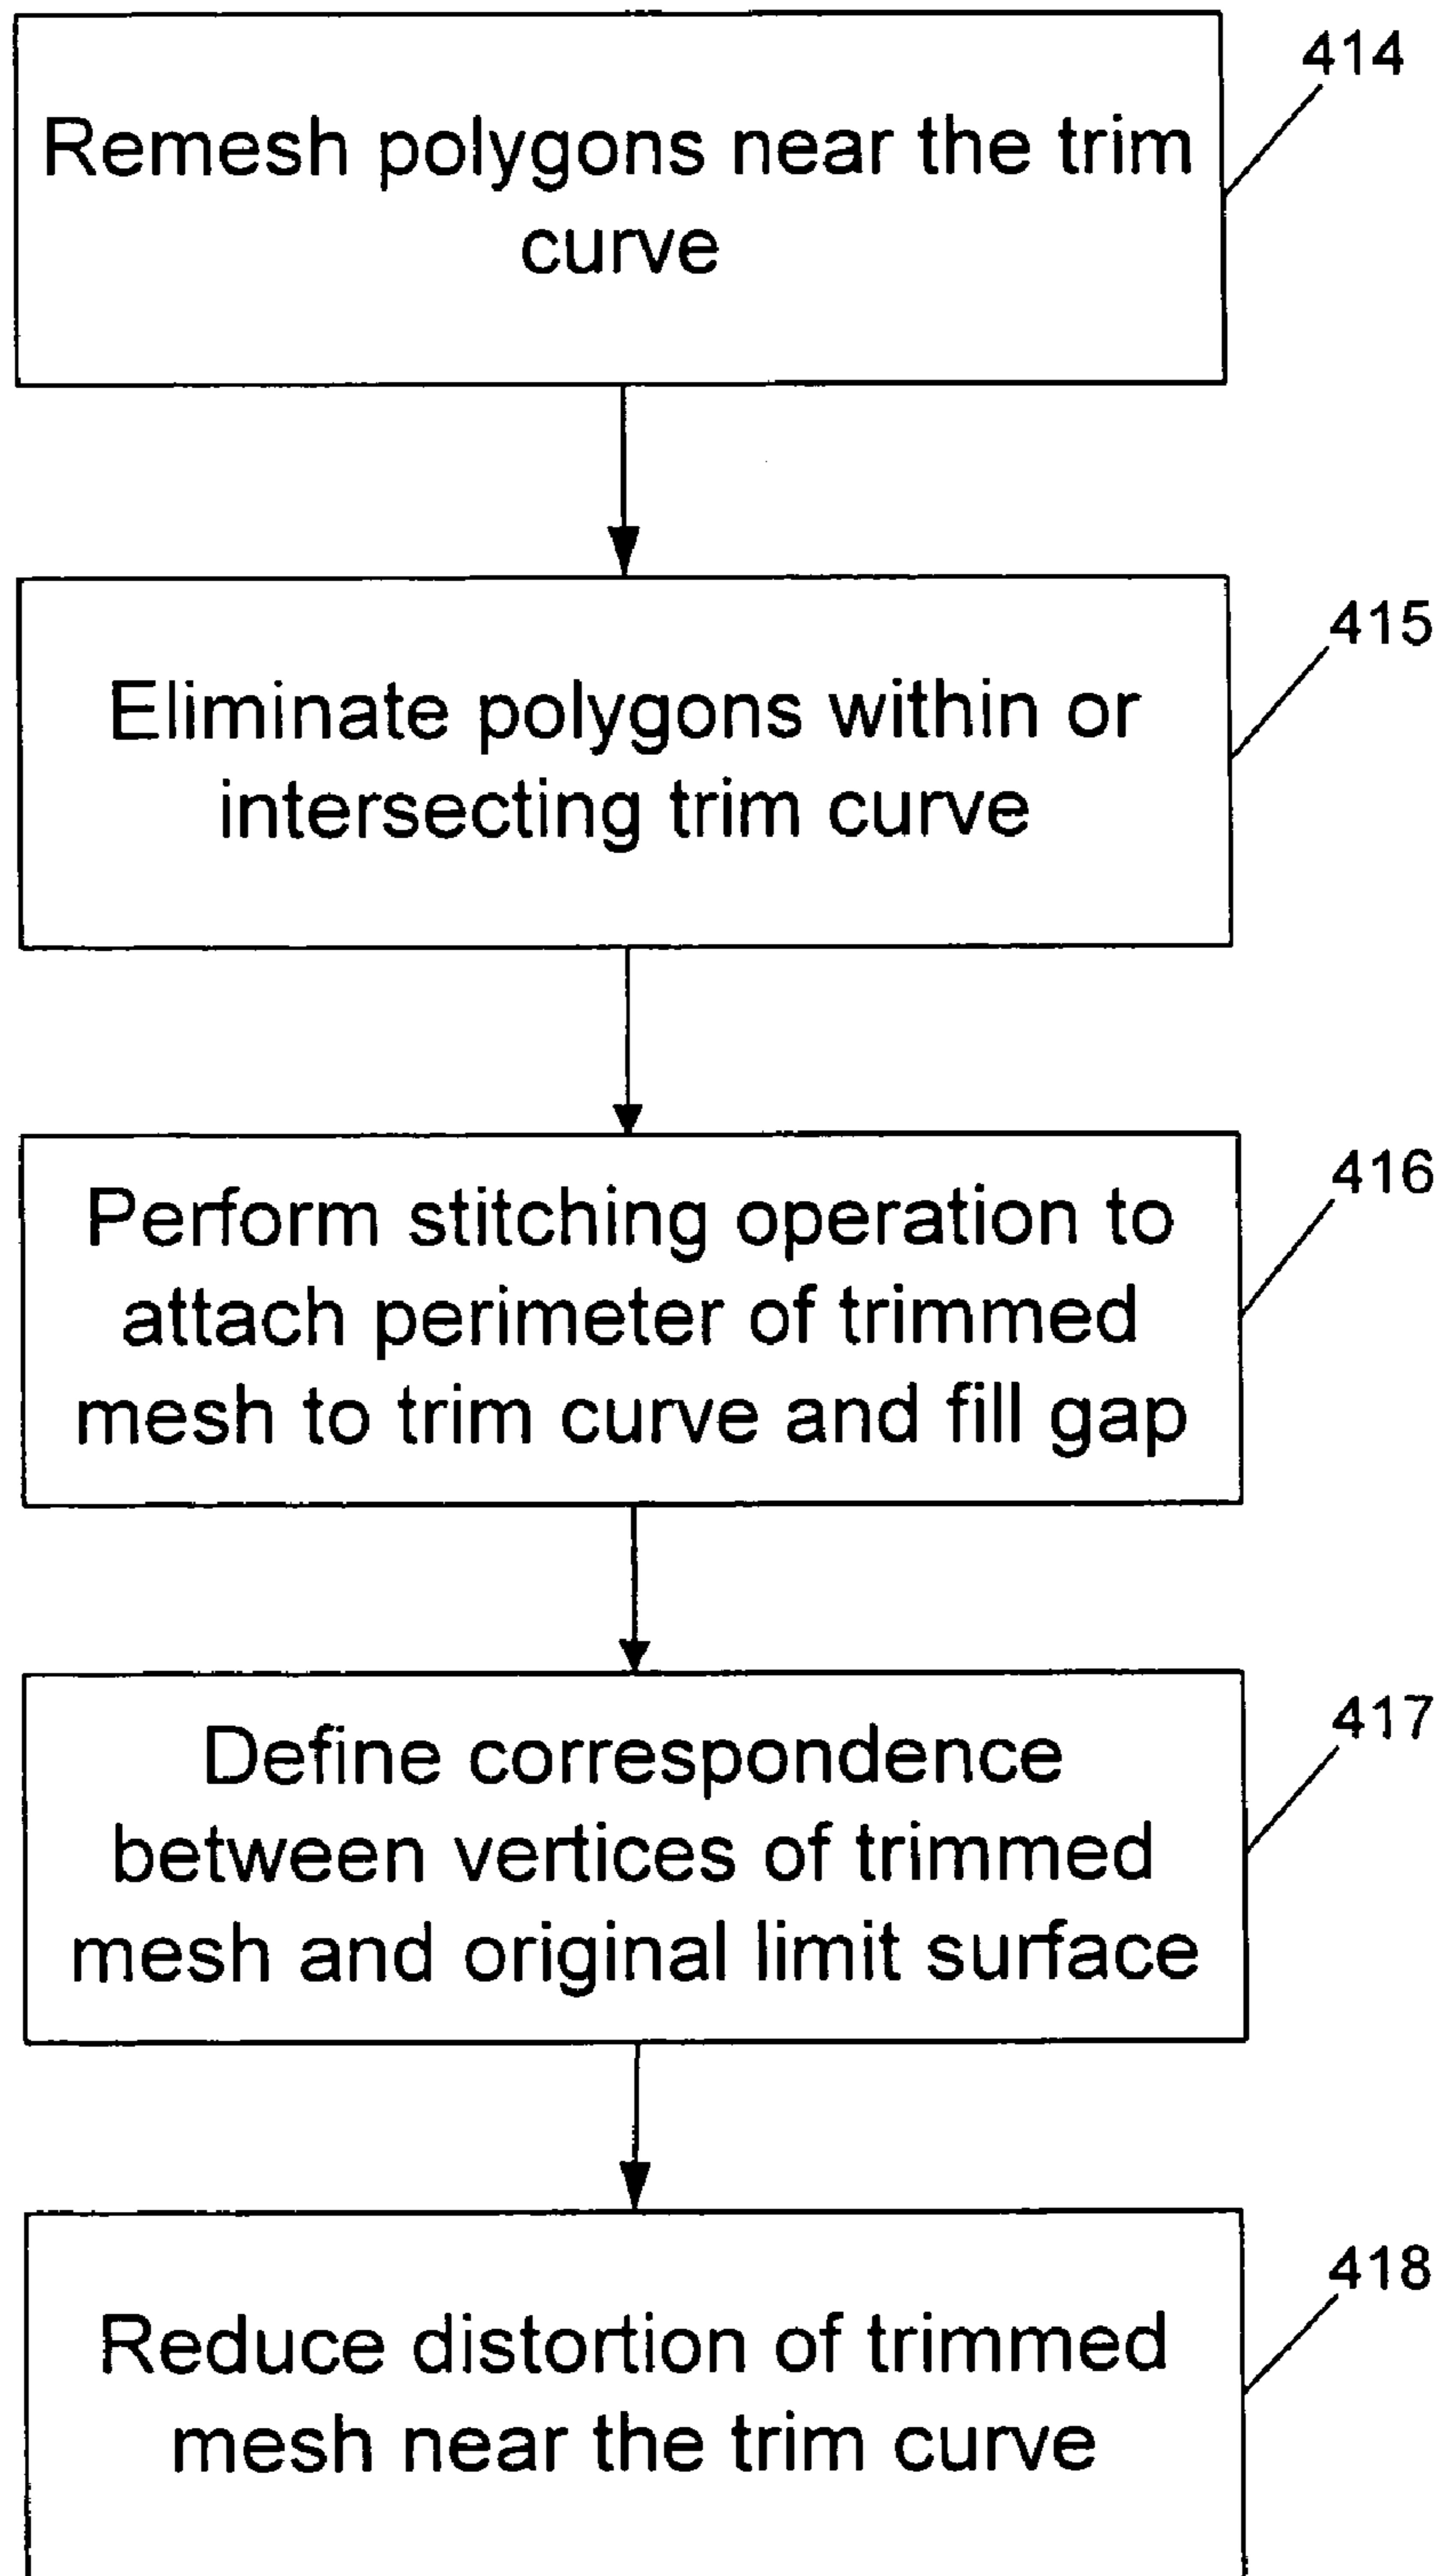 414
Remesh polygons near the trim
curve
415
Eliminate polygons within or
intersecting trim curve
416
Perform stitching operation to
attach perimeter of trimmed
mesh to trim curve and fill gap
417
Define correspondence
between vertices of trimmed
mesh and original limit surface
418
Reduce distortion of trimmed
mesh near the trim curve